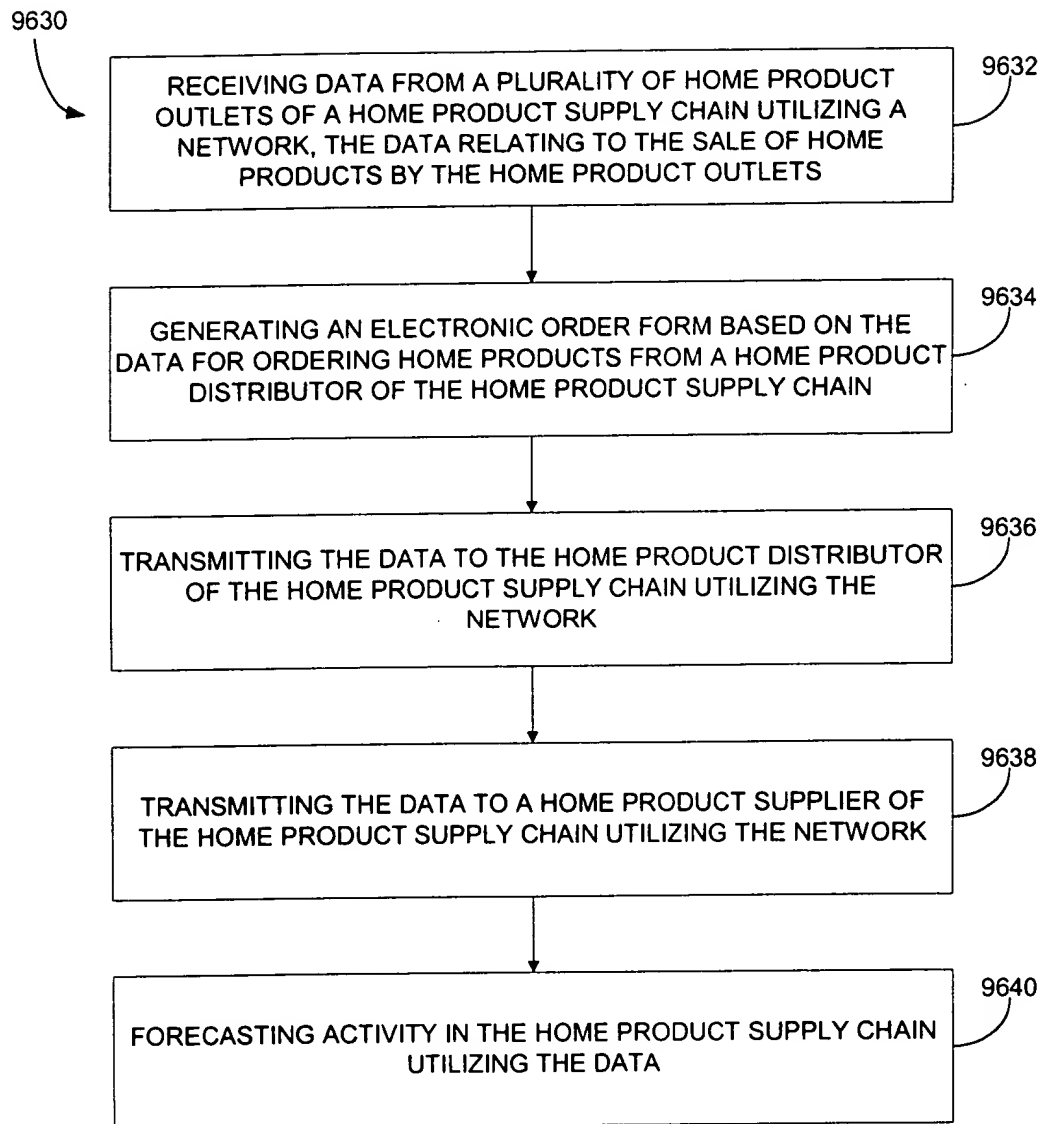 9630
RECEIVING DATA FROM A PLURALITY OF HOME PRODUCT
OUTLETS OF A HOME PRODUCT SUPPLY CHAIN UTILIZING A
NETWORK, THE DATA RELATING TO THE SALE OF HOME
PRODUCTS BY THE HOME PRODUCT OUTLETS
9632
GENERATING AN ELECTRONIC ORDER FORM BASED ON THE
DATA FOR ORDERING HOME PRODUCTS FROM A HOME PRODUCT
DISTRIBUTOR OF THE HOME PRODUCT SUPPLY CHAIN
9634
TRANSMITTING THE DATA TO THE HOME PRODUCT DISTRIBUTOR
OF THE HOME PRODUCT SUPPLY CHAIN UTILIZING THE
NETWORK
9636
TRANSMITTING THE DATA TO A HOME PRODUCT SUPPLIER OF
THE HOME PRODUCT SUPPLY CHAIN UTILIZING THE NETWORK
9638
FORECASTING ACTIVITY IN THE HOME PRODUCT SUPPLY CHAIN
UTILIZING THE DATA
9640